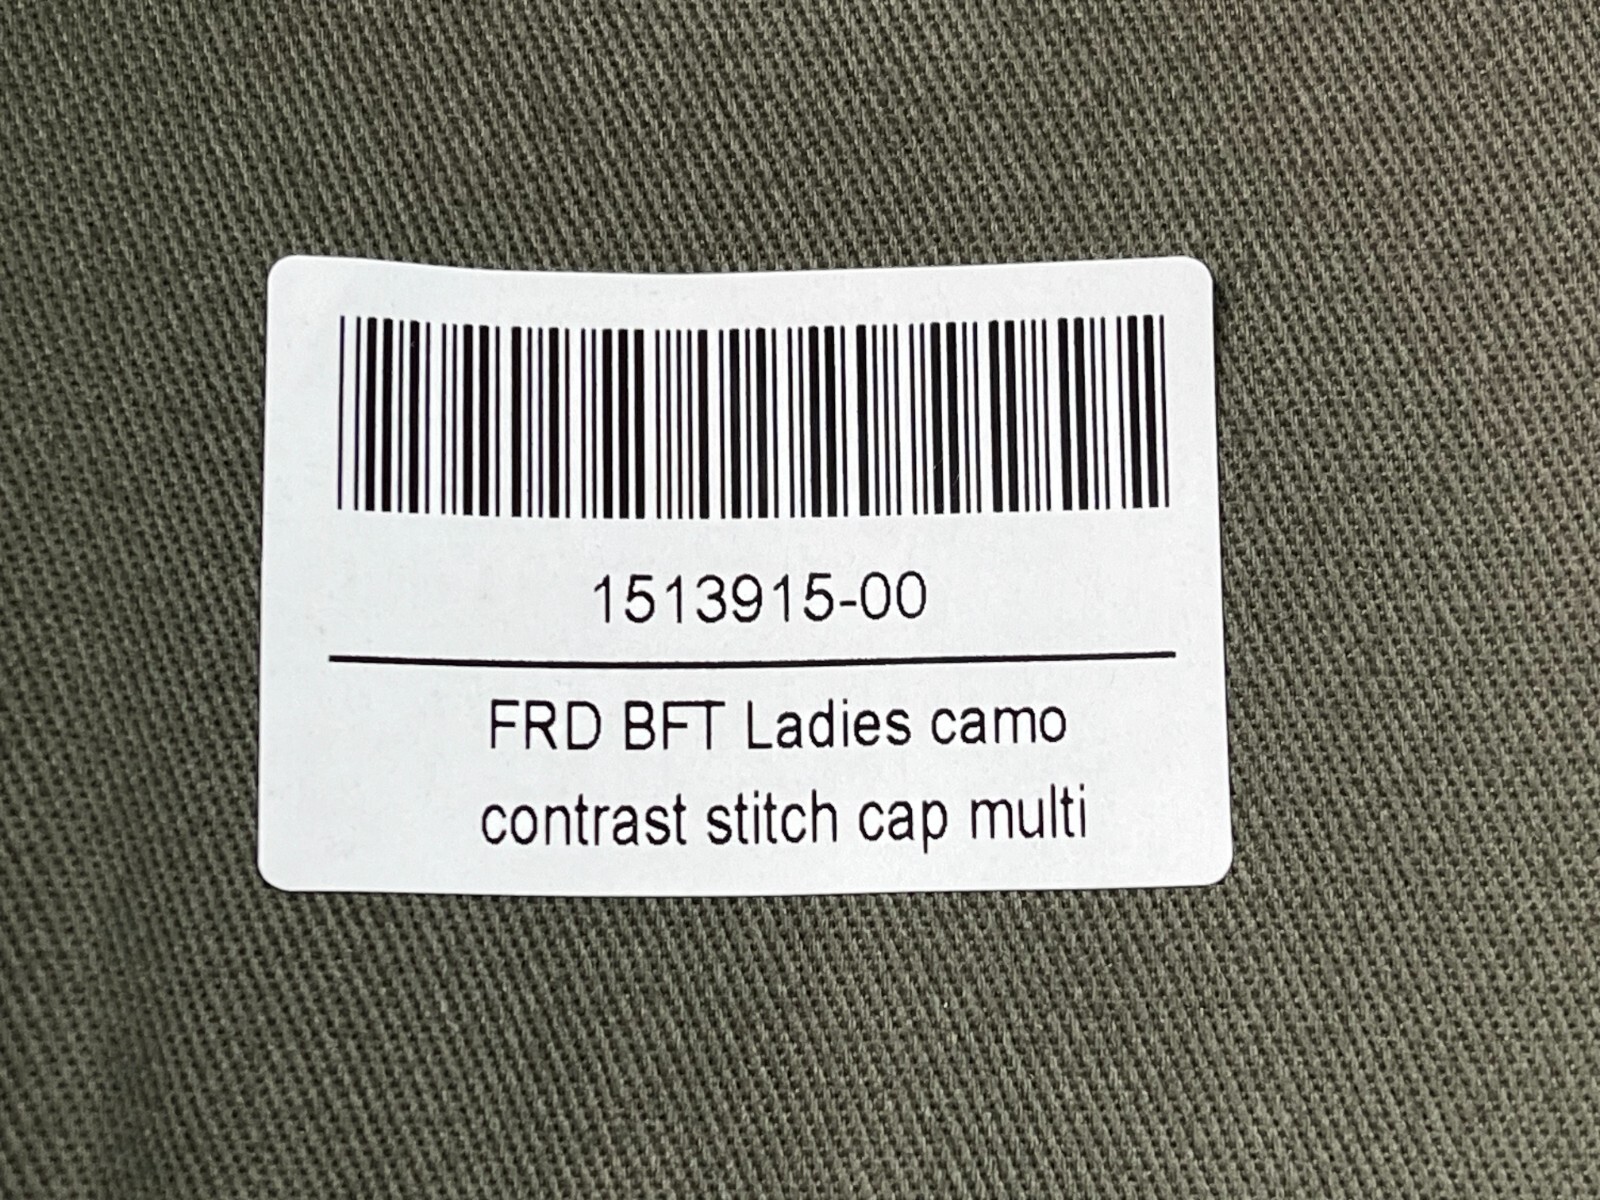 1513915-00
FRD BFT Ladies camo
contrast stitch cap multi